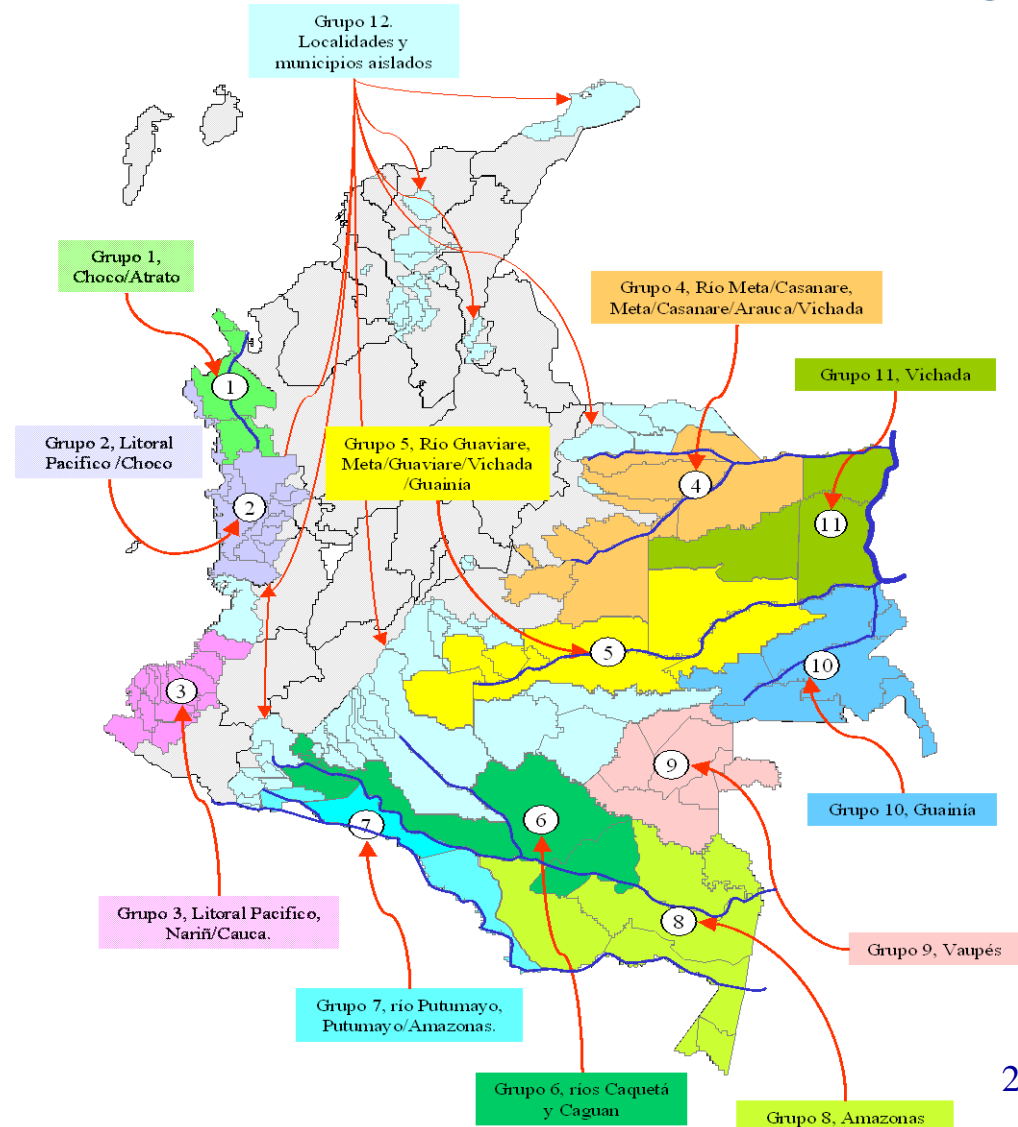 Grupo 12.
Localidades y
municipios aislados
Grupo 1,
Choco/Atrato
Grupo 4, Río Meta/Casanare,
Meta/Casanare/Arauca/Vichada
Grupo 11, Vichada
Grupo 2, Litoral
Pacifico /Choco
Grupo 5, Río Guaviare,
Meta/Guaviare/Vichada
/Guainía
1
2
4
11
5
10
3
9
6
7
8
Grupo 10, Guainía
Grupo 3, Litoral Pacifico,
Nariñ/Cauca.
Grupo 9, Vaupés
Grupo 7, río Putumayo,
Putumayo/Amazonas.
Grupo 6, ríos Caquetá
y Caguan
Grupo 8, Amazonas
2